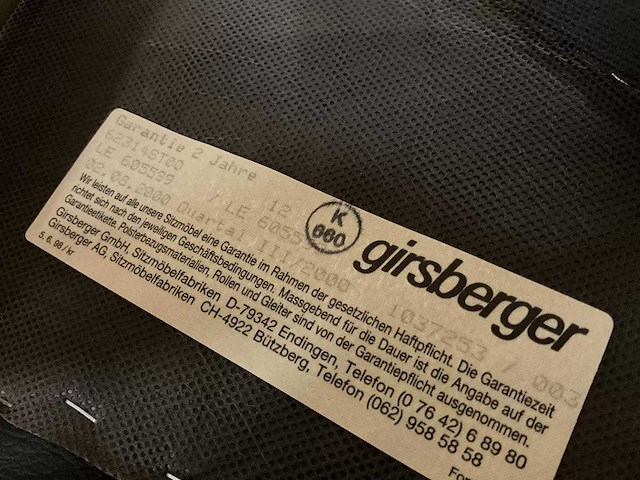 Garantie 2 Jahre
62314ST00 12
LE 605599 / LE 6055
02.08.2000 Quartal III/2000
K
660
girsberger
1037253 / 003
Wir leisten auf alle unsere Sitzmöbel eine Garantie im Rahmen der gesetzlichen Haftpflicht. Die Garantiezeit
richtet sich nach den jeweiligen Geschäftsbedingungen. Massgebend für die Dauer ist die Angabe auf der
Garantieetikette. Polsterbezugsmaterialien, Rollen und Gleiter sind von der Garantiepflicht ausgenommen.
Girsberger GmbH, Sitzmöbelfabriken D-79342 Endingen, Telefon (0 76 42) 6 89 80
Girsberger AG, Sitzmöbelfabriken CH-4922 Bützberg, Telefon (062) 958 58 58
5. 6. 98 / kr